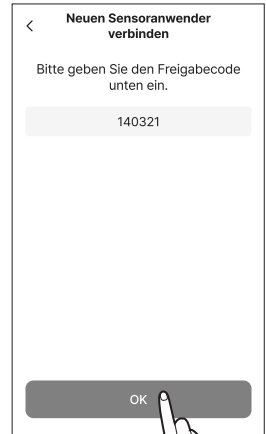 Neuen Sensoranwender
verbinden
Bitte geben Sie den Freigabecode
unten ein.
140321
OK